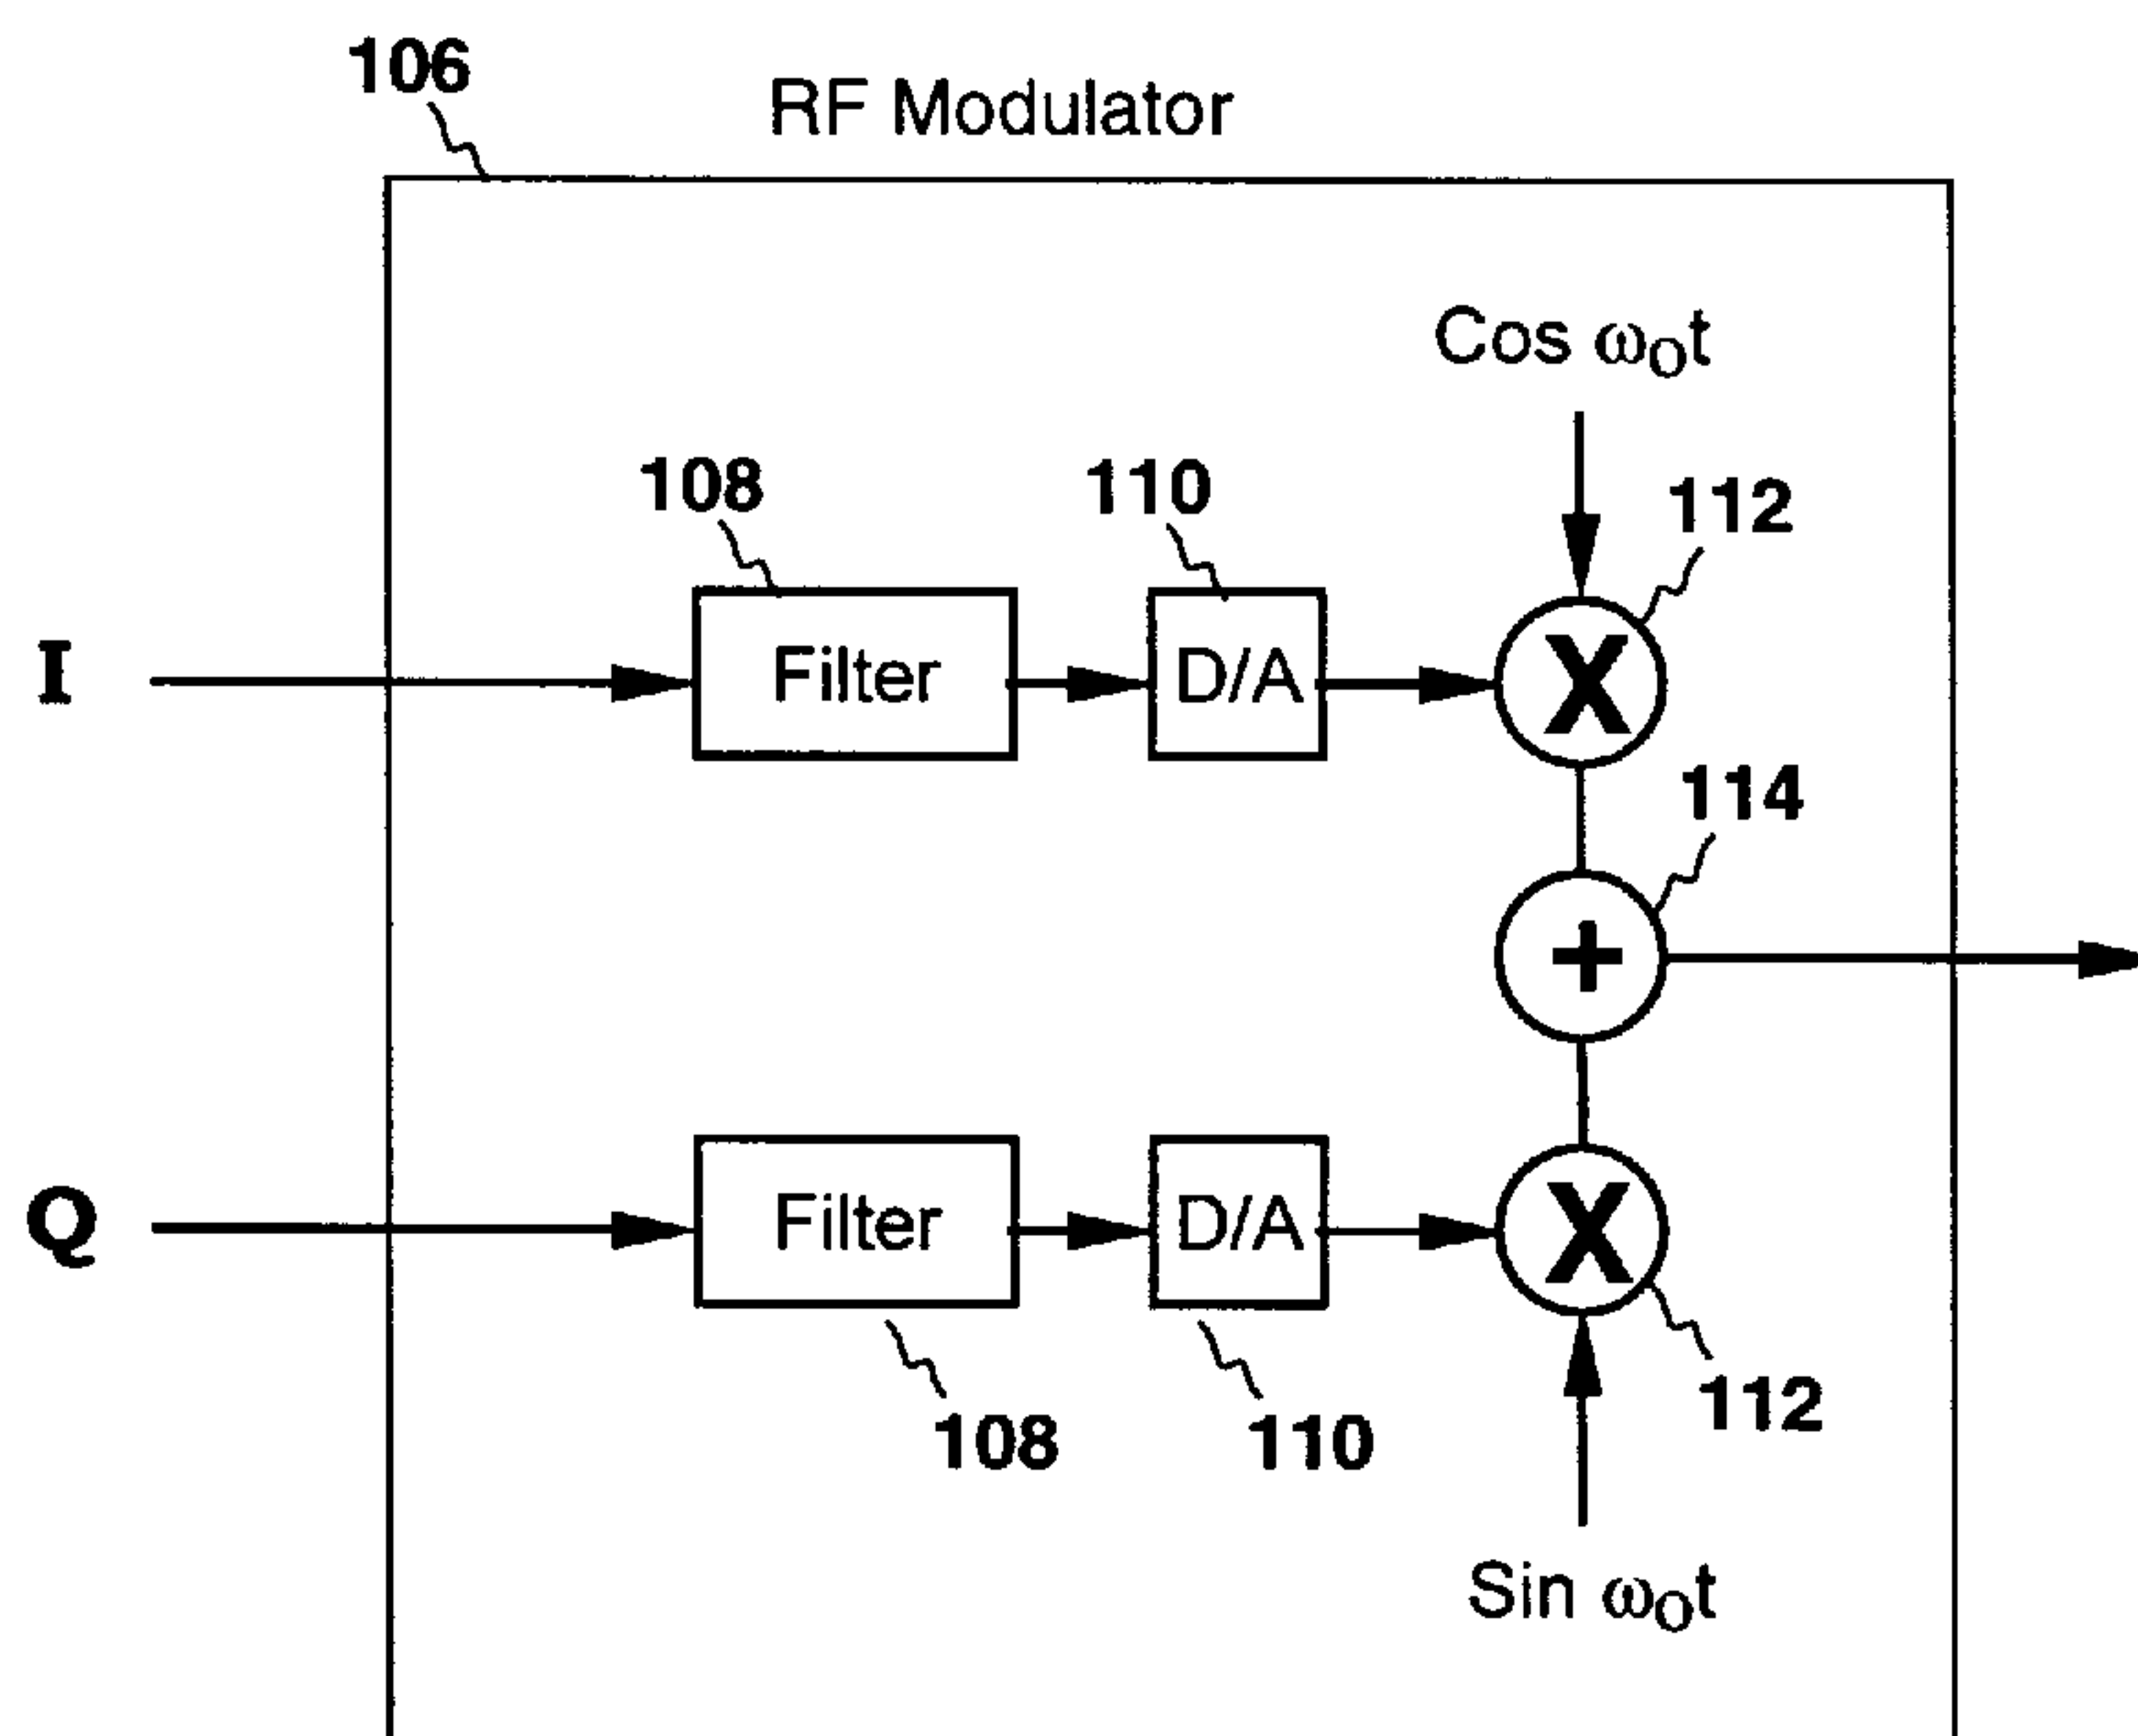 106
RF Modulator
Cos ωot
108
110
112
I
Filter
D/A
X
114
+
Q
Filter
D/A
X
108
110
112
Sin ωot